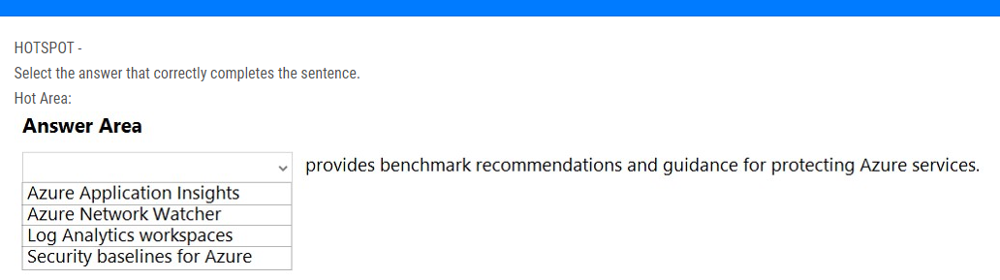 HOTSPOT -
Select the answer that correctly completes the sentence.
Hot Area:
Answer Area
provides benchmark recommendations and guidance for protecting Azure services.
Azure Application Insights
Azure Network Watcher
Log Analytics workspaces
Security baselines for Azure